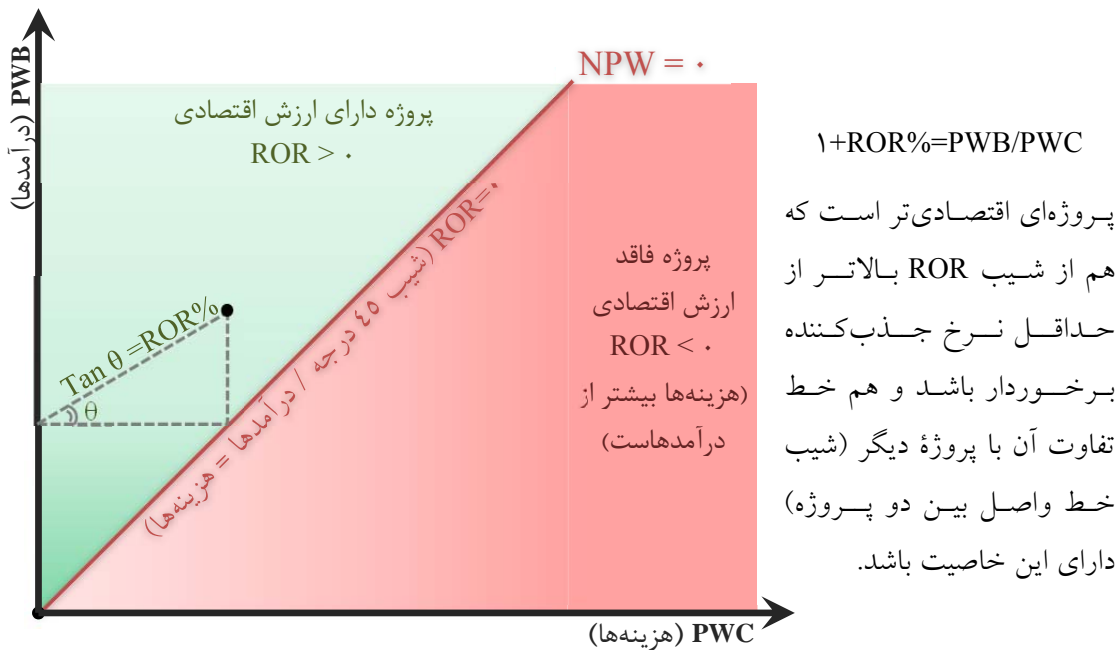 PWB (درآمدها)
NPW = ۰
پروژه دارای ارزش اقتصادی
ROR > ۰
ROR=۰ (شیب ٤٥ درجه / درآمدها = هزینه‌ها)
Tan θ =ROR%
θ
پروژه فاقد
ارزش اقتصادی
ROR < ۰
(هزینه‌ها بیشتر از
درآمدهاست)
PWC (هزینه‌ها)
۱+ROR%=PWB/PWC
پروژه‌ای اقتصادی‌تر است که
هم از شیب ROR بالاتر از
حداقل نرخ جذب‌کننده
برخوردار باشد و هم خط
تفاوت آن با پروژهٔ دیگر (شیب
خط واصل بین دو پروژه)
دارای این خاصیت باشد.